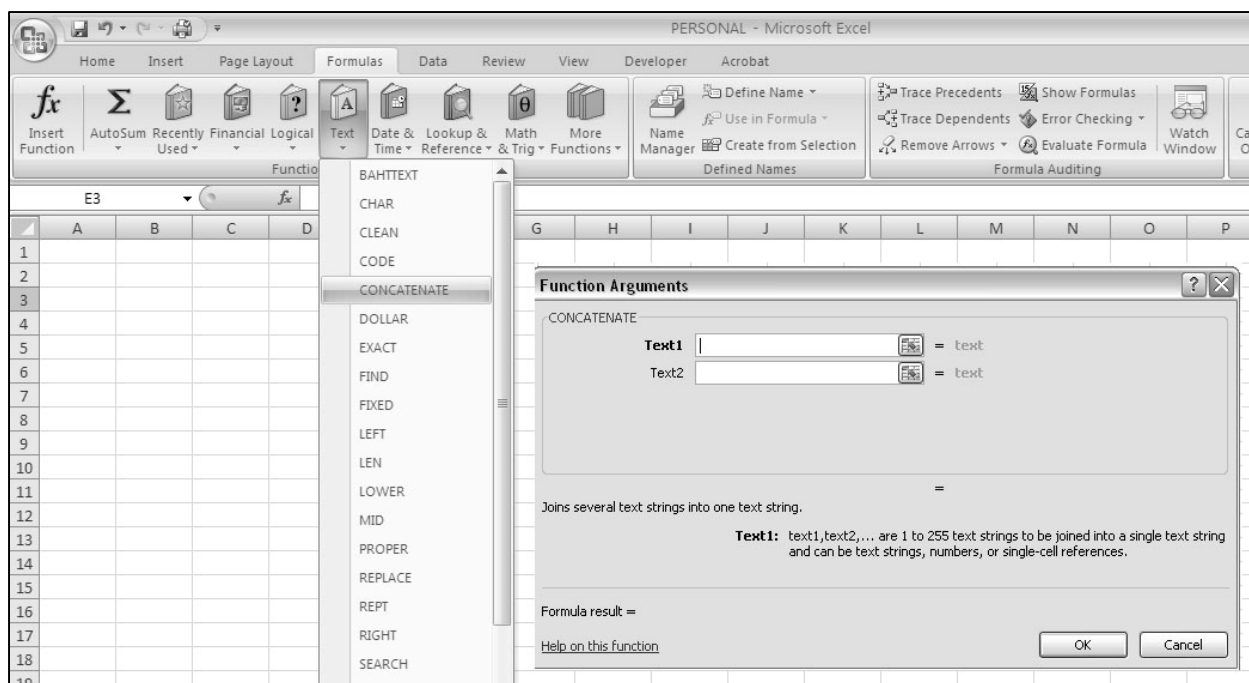 PERSONAL - Microsoft Excel
Home Insert Page Layout Formulas Data Review View Developer Acrobat
fx Σ ? A θ
Insert Function
AutoSum
Recently Used
Financial
Logical
Text
Date & Time
Lookup & Reference
Math & Trig
More Functions
Name Manager
Define Name
Use in Formula
Create from Selection
Defined Names
Trace Precedents
Trace Dependents
Remove Arrows
Show Formulas
Error Checking
Evaluate Formula
Formula Auditing
Watch Window
Ca
O
Functio
E3
fx
A B C D G H I J K L M N O P
1
2
3
4
5
6
7
8
9
10
11
12
13
14
15
16
17
18
19
BAHTTEXT
CHAR
CLEAN
CODE
CONCATENATE
DOLLAR
EXACT
FIND
FIXED
LEFT
LEN
LOWER
MID
PROPER
REPLACE
REPT
RIGHT
SEARCH
Function Arguments
?
CONCATENATE
Text1 = text
Text2 = text
=
Joins several text strings into one text string.
Text1: text1,text2,... are 1 to 255 text strings to be joined into a single text string
and can be text strings, numbers, or single-cell references.
Formula result =
Help on this function
OK Cancel